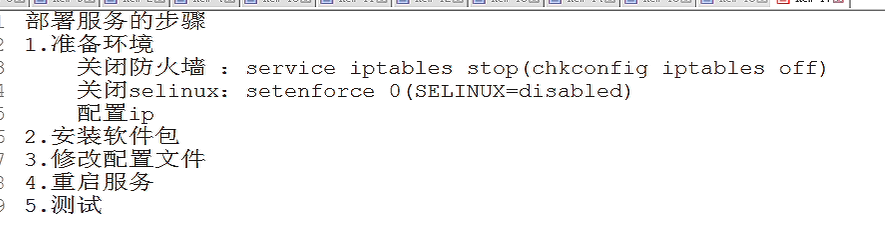 部署服务的步骤
1.准备环境
关闭防火墙 ：service iptables stop(chkconfig iptables off)
关闭selinux：setenforce 0(SELINUX=disabled)
配置ip
2.安装软件包
3.修改配置文件
4.重启服务
5.测试